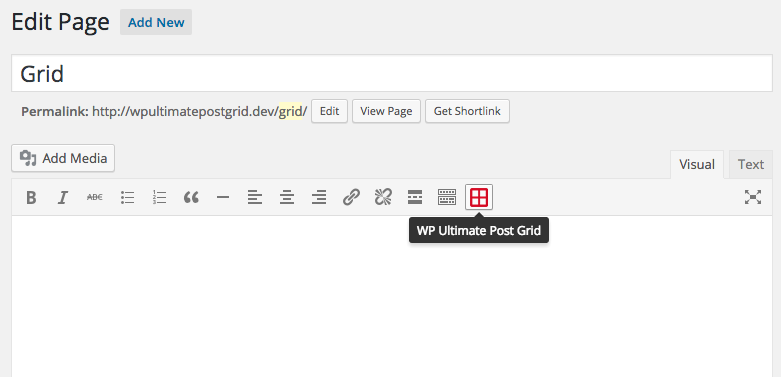 Edit Page Add New
Grid
Permalink: http://wpultimatepostgrid.dev/grid/ Edit View Page Get Shortlink
Add Media
Visual Text
B I ABC
WP Ultimate Post Grid